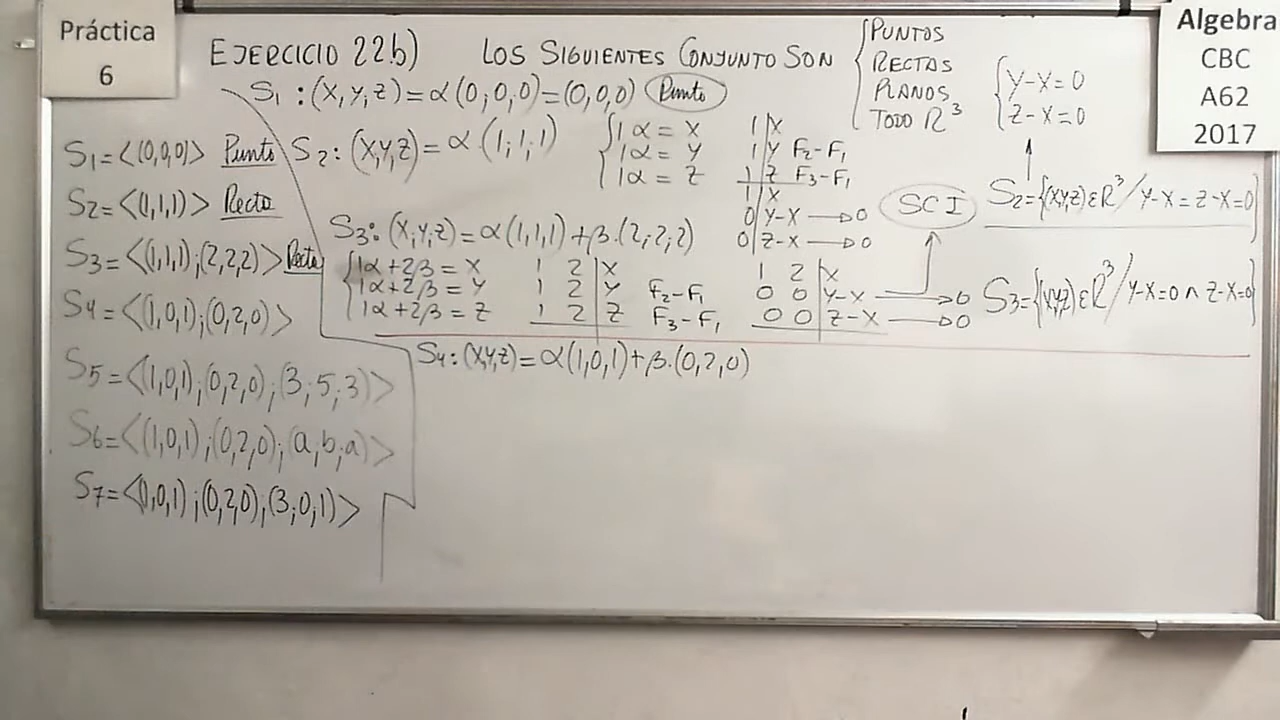 Práctica
6
Algebra
CBC
A62
2017
EJERCICIO 22b) LOS SIGUIENTES CONJUNTO SON
PUNTOS
RECTAS
PLANOS
TODO R³
S₁ : (X, Y, Z) = α(0;0;0) = (0,0,0) Punto
S₂: (X,Y,Z) = α.(1;1;1)
1α = X
1α = Y
1α = Z
1 | X
1 | Y F₂-F₁
1 | Z F₃-F₁
1 | X
0 | Y-X → 0
0 | Z-X → 0
SCI
Y-X=0
Z-X=0
S₂={(X,Y,Z) ε R³ / Y-X = Z-X = 0}
S₃: (X,Y,Z) = α(1,1,1) + β.(2,2,2)
1α+2β = X
1α+2β = Y
1α+2β = Z
1 2 | X
1 2 | Y F₂-F₁
1 2 | Z F₃-F₁
1 2 | X
0 0 | Y-X → 0
0 0 | Z-X → 0
S₃={(X,Y,Z) ε R³ / Y-X=0 ∧ Z-X=0}
S₄: (X,Y,Z) = α(1,0,1) + β.(0,2,0)
S₁=<(0,0,0)> Punto
S₂=<(1,1,1)> Recta
S₃=<(1,1,1);(2,2,2)> Recta
S₄=<(1,0,1);(0,2,0)>
S₅=<(1,0,1);(0,2,0);(3;5;3)>
S₆=<(1,0,1);(0,2,0);(a,b,a)>
S₇=<(1,0,1);(0,2,0);(3;0;1)>